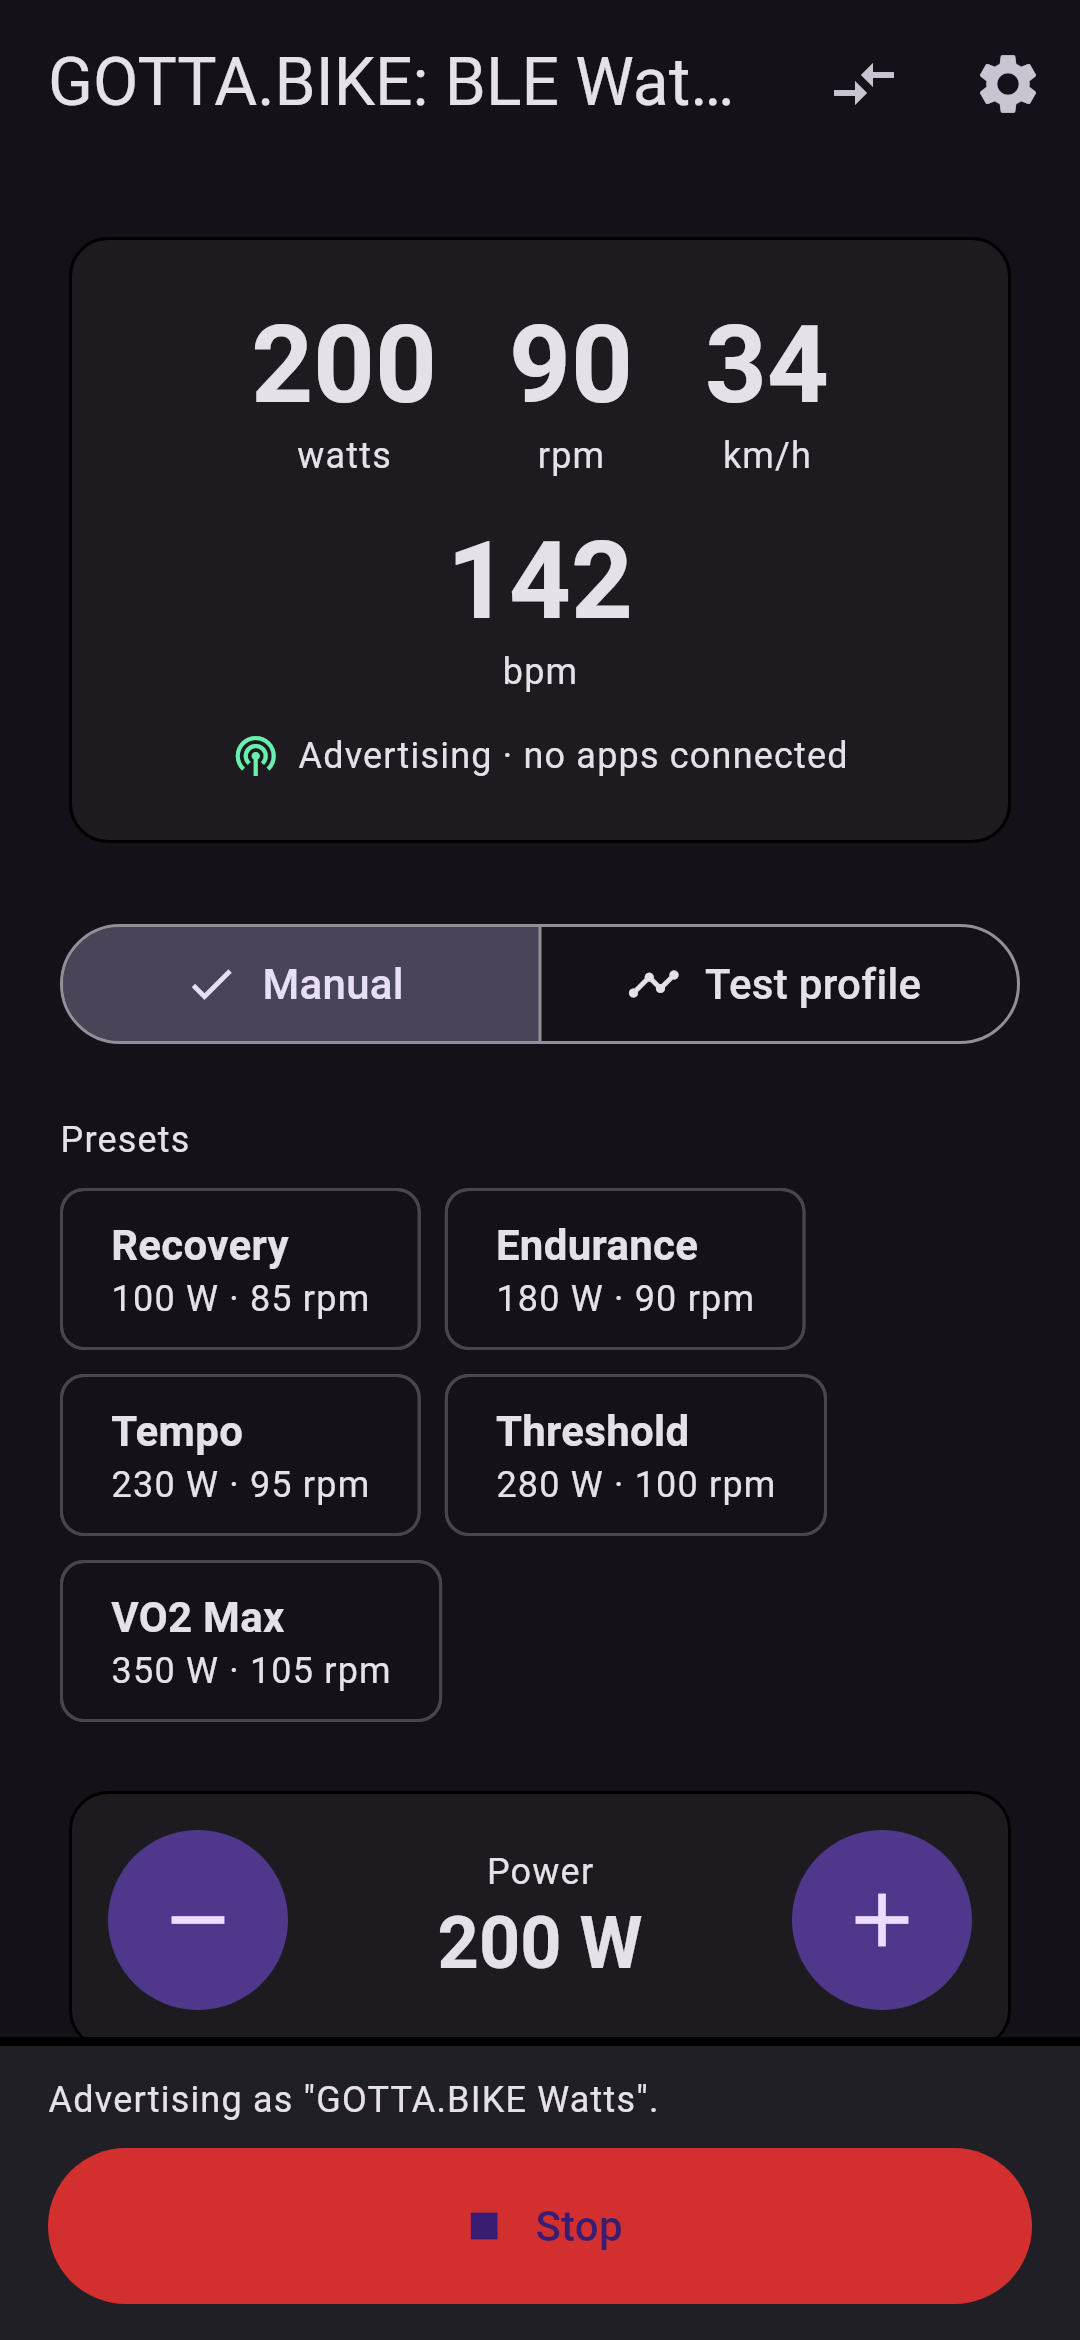 GOTTA.BIKE: BLE Wat…
200 90 34
watts rpm km/h
142
bpm
Advertising · no apps connected
Manual Test profile
Presets
Recovery Endurance
100 W · 85 rpm 180 W · 90 rpm
Tempo Threshold
230 W · 95 rpm 280 W · 100 rpm
VO2 Max
350 W · 105 rpm
Power
200 W
Advertising as "GOTTA.BIKE Watts".
Stop